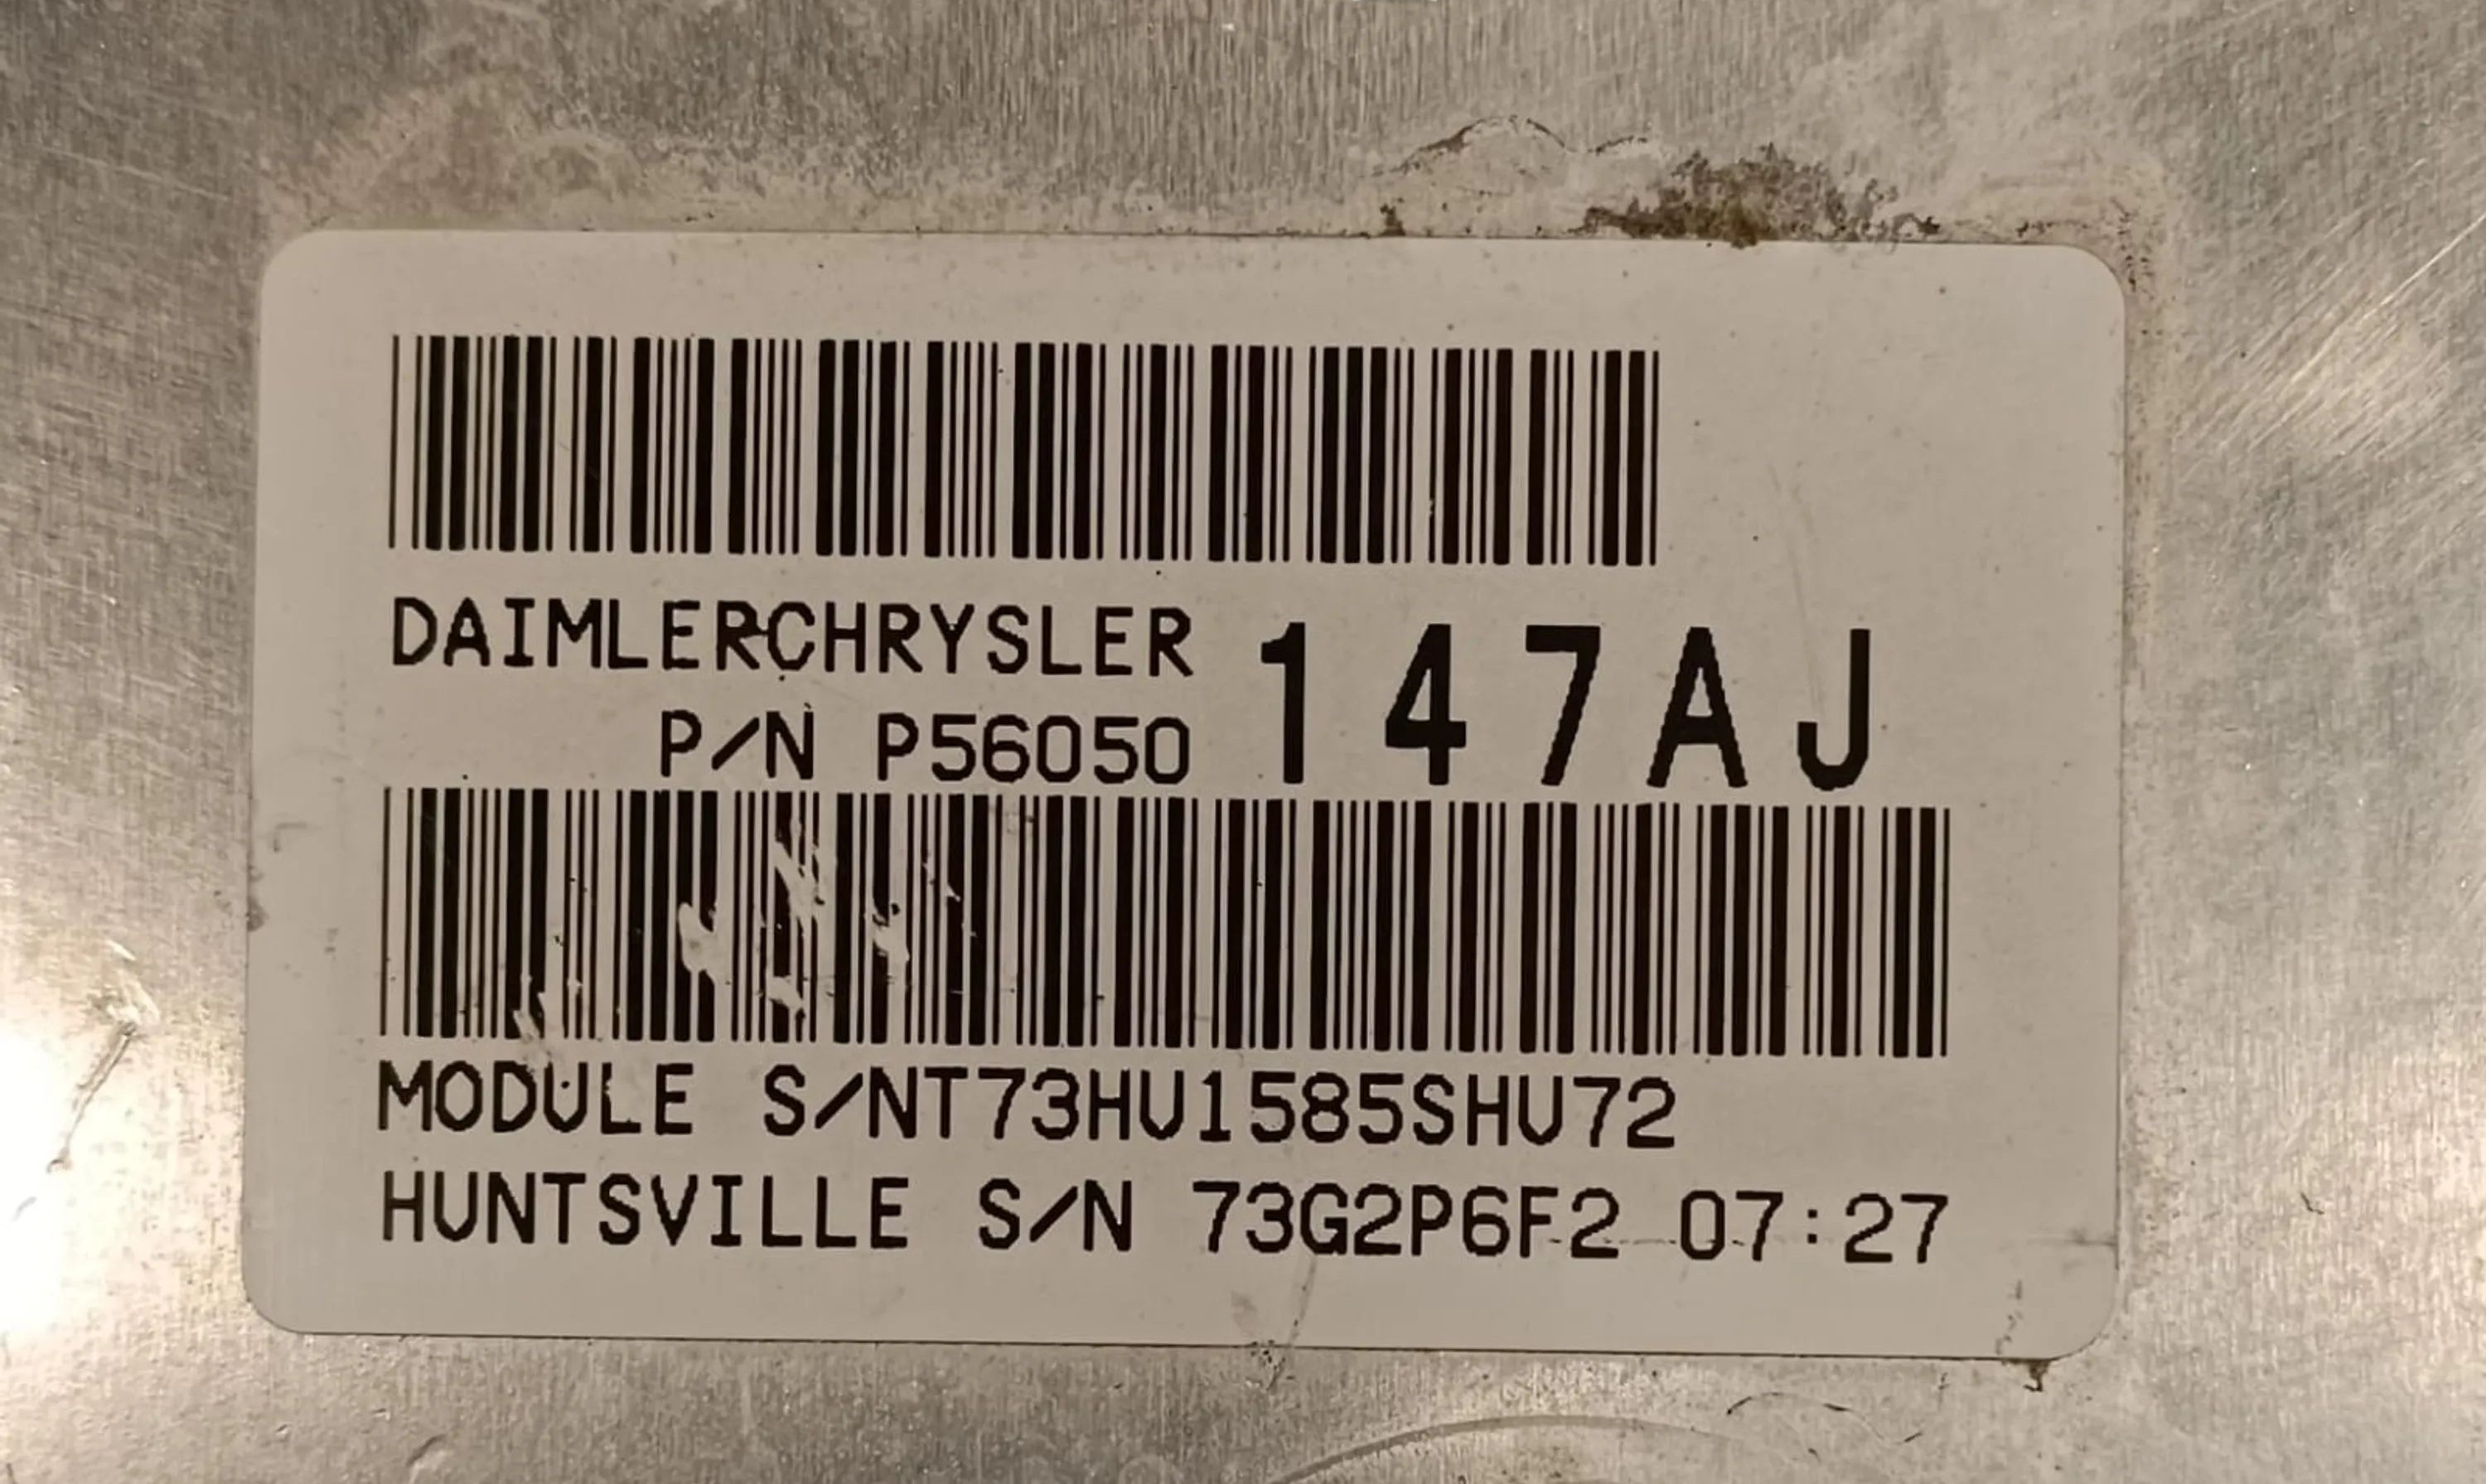 DAIMLERCHRYSLER 147AJ
P/N P56050
MODULE S/NT73HU1585SHU72
HUNTSVILLE S/N 73G2P6F2 07:27